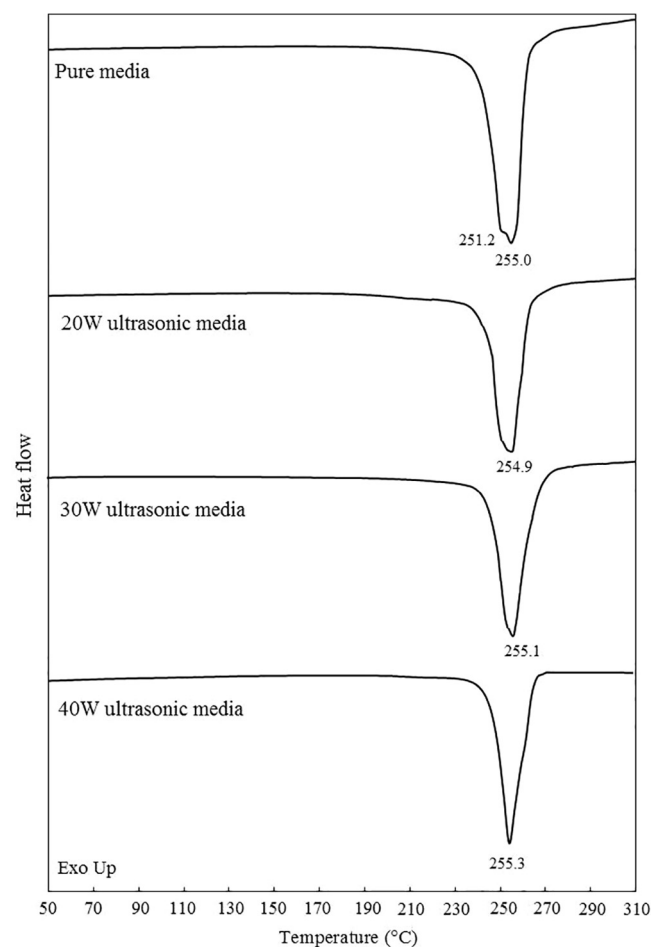 Pure media
251.2
255.0
20W ultrasonic media
254.9
Heat flow
30W ultrasonic media
255.1
40W ultrasonic media
255.3
Exo Up
50 70 90 110 130 150 170 190 210 230 250 270 290 310
Temperature (°C)